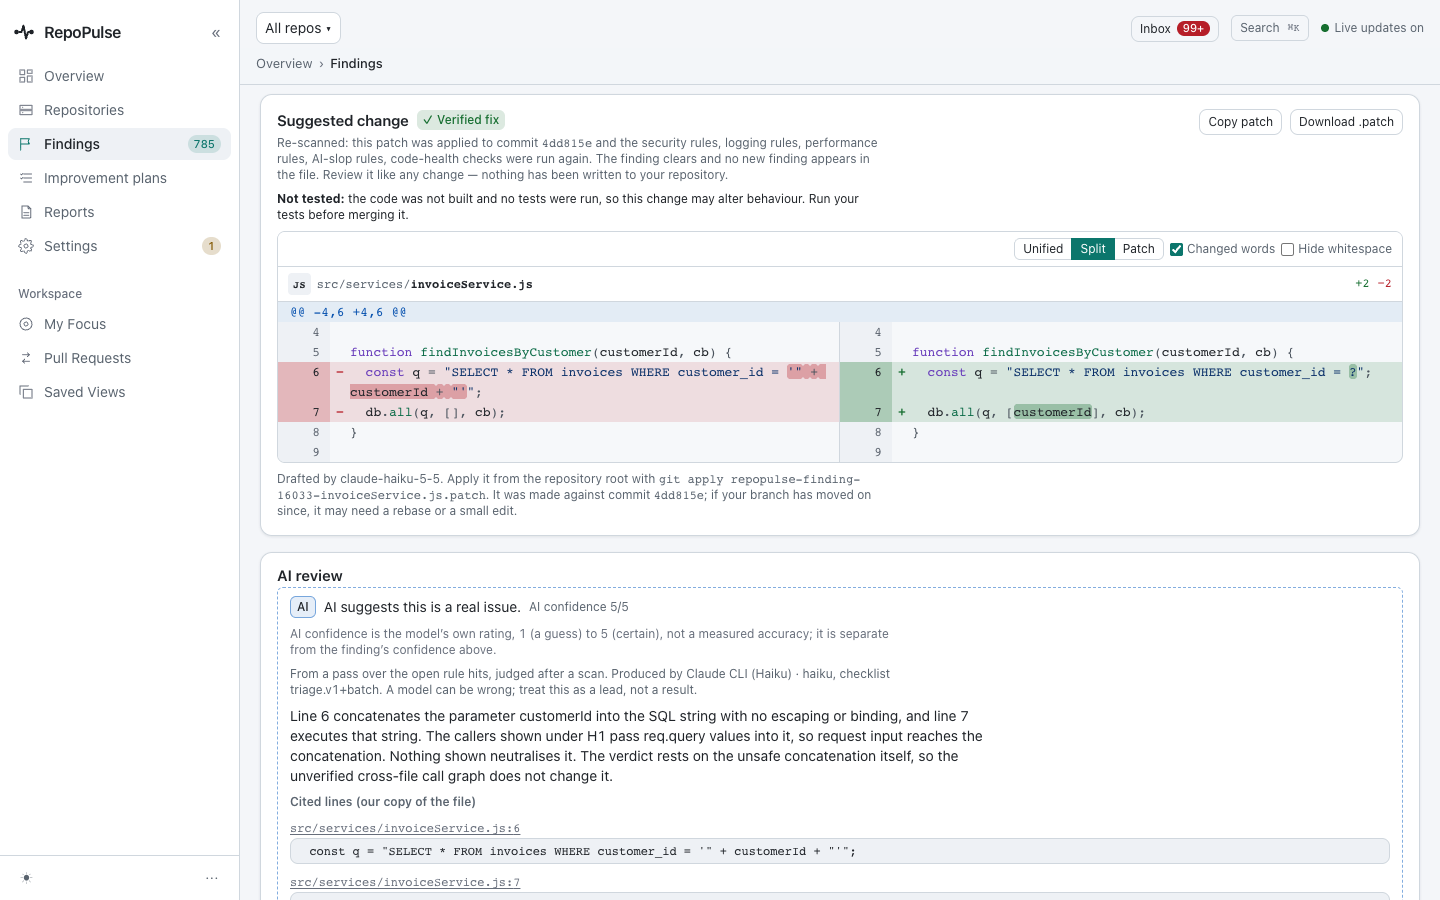 RepoPulse
«
Overview
Repositories
Findings 785
Improvement plans
Reports
Settings 1
Workspace
My Focus
Pull Requests
Saved Views
...
All repos ▾
Inbox 99+
Search ⌘K
Live updates on
Overview › Findings
Suggested change ✓ Verified fix
Copy patch
Download .patch
Re-scanned: this patch was applied to commit 4dd815e and the security rules, logging rules, performance
rules, AI-slop rules, code-health checks were run again. The finding clears and no new finding appears in
the file. Review it like any change — nothing has been written to your repository.
Not tested: the code was not built and no tests were run, so this change may alter behaviour. Run your
tests before merging it.
Unified Split Patch Changed words Hide whitespace
JS src/services/invoiceService.js +2 −2
@@ −4,6 +4,6 @@
4
5 function findInvoicesByCustomer(customerId, cb) {
6 − const q = "SELECT * FROM invoices WHERE customer_id = '" +
customerId + "'";
7 − db.all(q, [], cb);
8 }
9
4
5 function findInvoicesByCustomer(customerId, cb) {
6 + const q = "SELECT * FROM invoices WHERE customer_id = ?";
7 + db.all(q, [customerId], cb);
8 }
9
Drafted by claude-haiku-5-5. Apply it from the repository root with git apply repopulse-finding-
16033-invoiceService.js.patch. It was made against commit 4dd815e; if your branch has moved on
since, it may need a rebase or a small edit.
AI review
AI AI suggests this is a real issue. AI confidence 5/5
AI confidence is the model’s own rating, 1 (a guess) to 5 (certain), not a measured accuracy; it is separate
from the finding’s confidence above.
From a pass over the open rule hits, judged after a scan. Produced by Claude CLI (Haiku) · haiku, checklist
triage.v1+batch. A model can be wrong; treat this as a lead, not a result.
Line 6 concatenates the parameter customerId into the SQL string with no escaping or binding, and line 7
executes that string. The callers shown under H1 pass req.query values into it, so request input reaches the
concatenation. Nothing shown neutralises it. The verdict rests on the unsafe concatenation itself, so the
unverified cross-file call graph does not change it.
Cited lines (our copy of the file)
src/services/invoiceService.js:6
const q = "SELECT * FROM invoices WHERE customer_id = '" + customerId + "'";
src/services/invoiceService.js:7